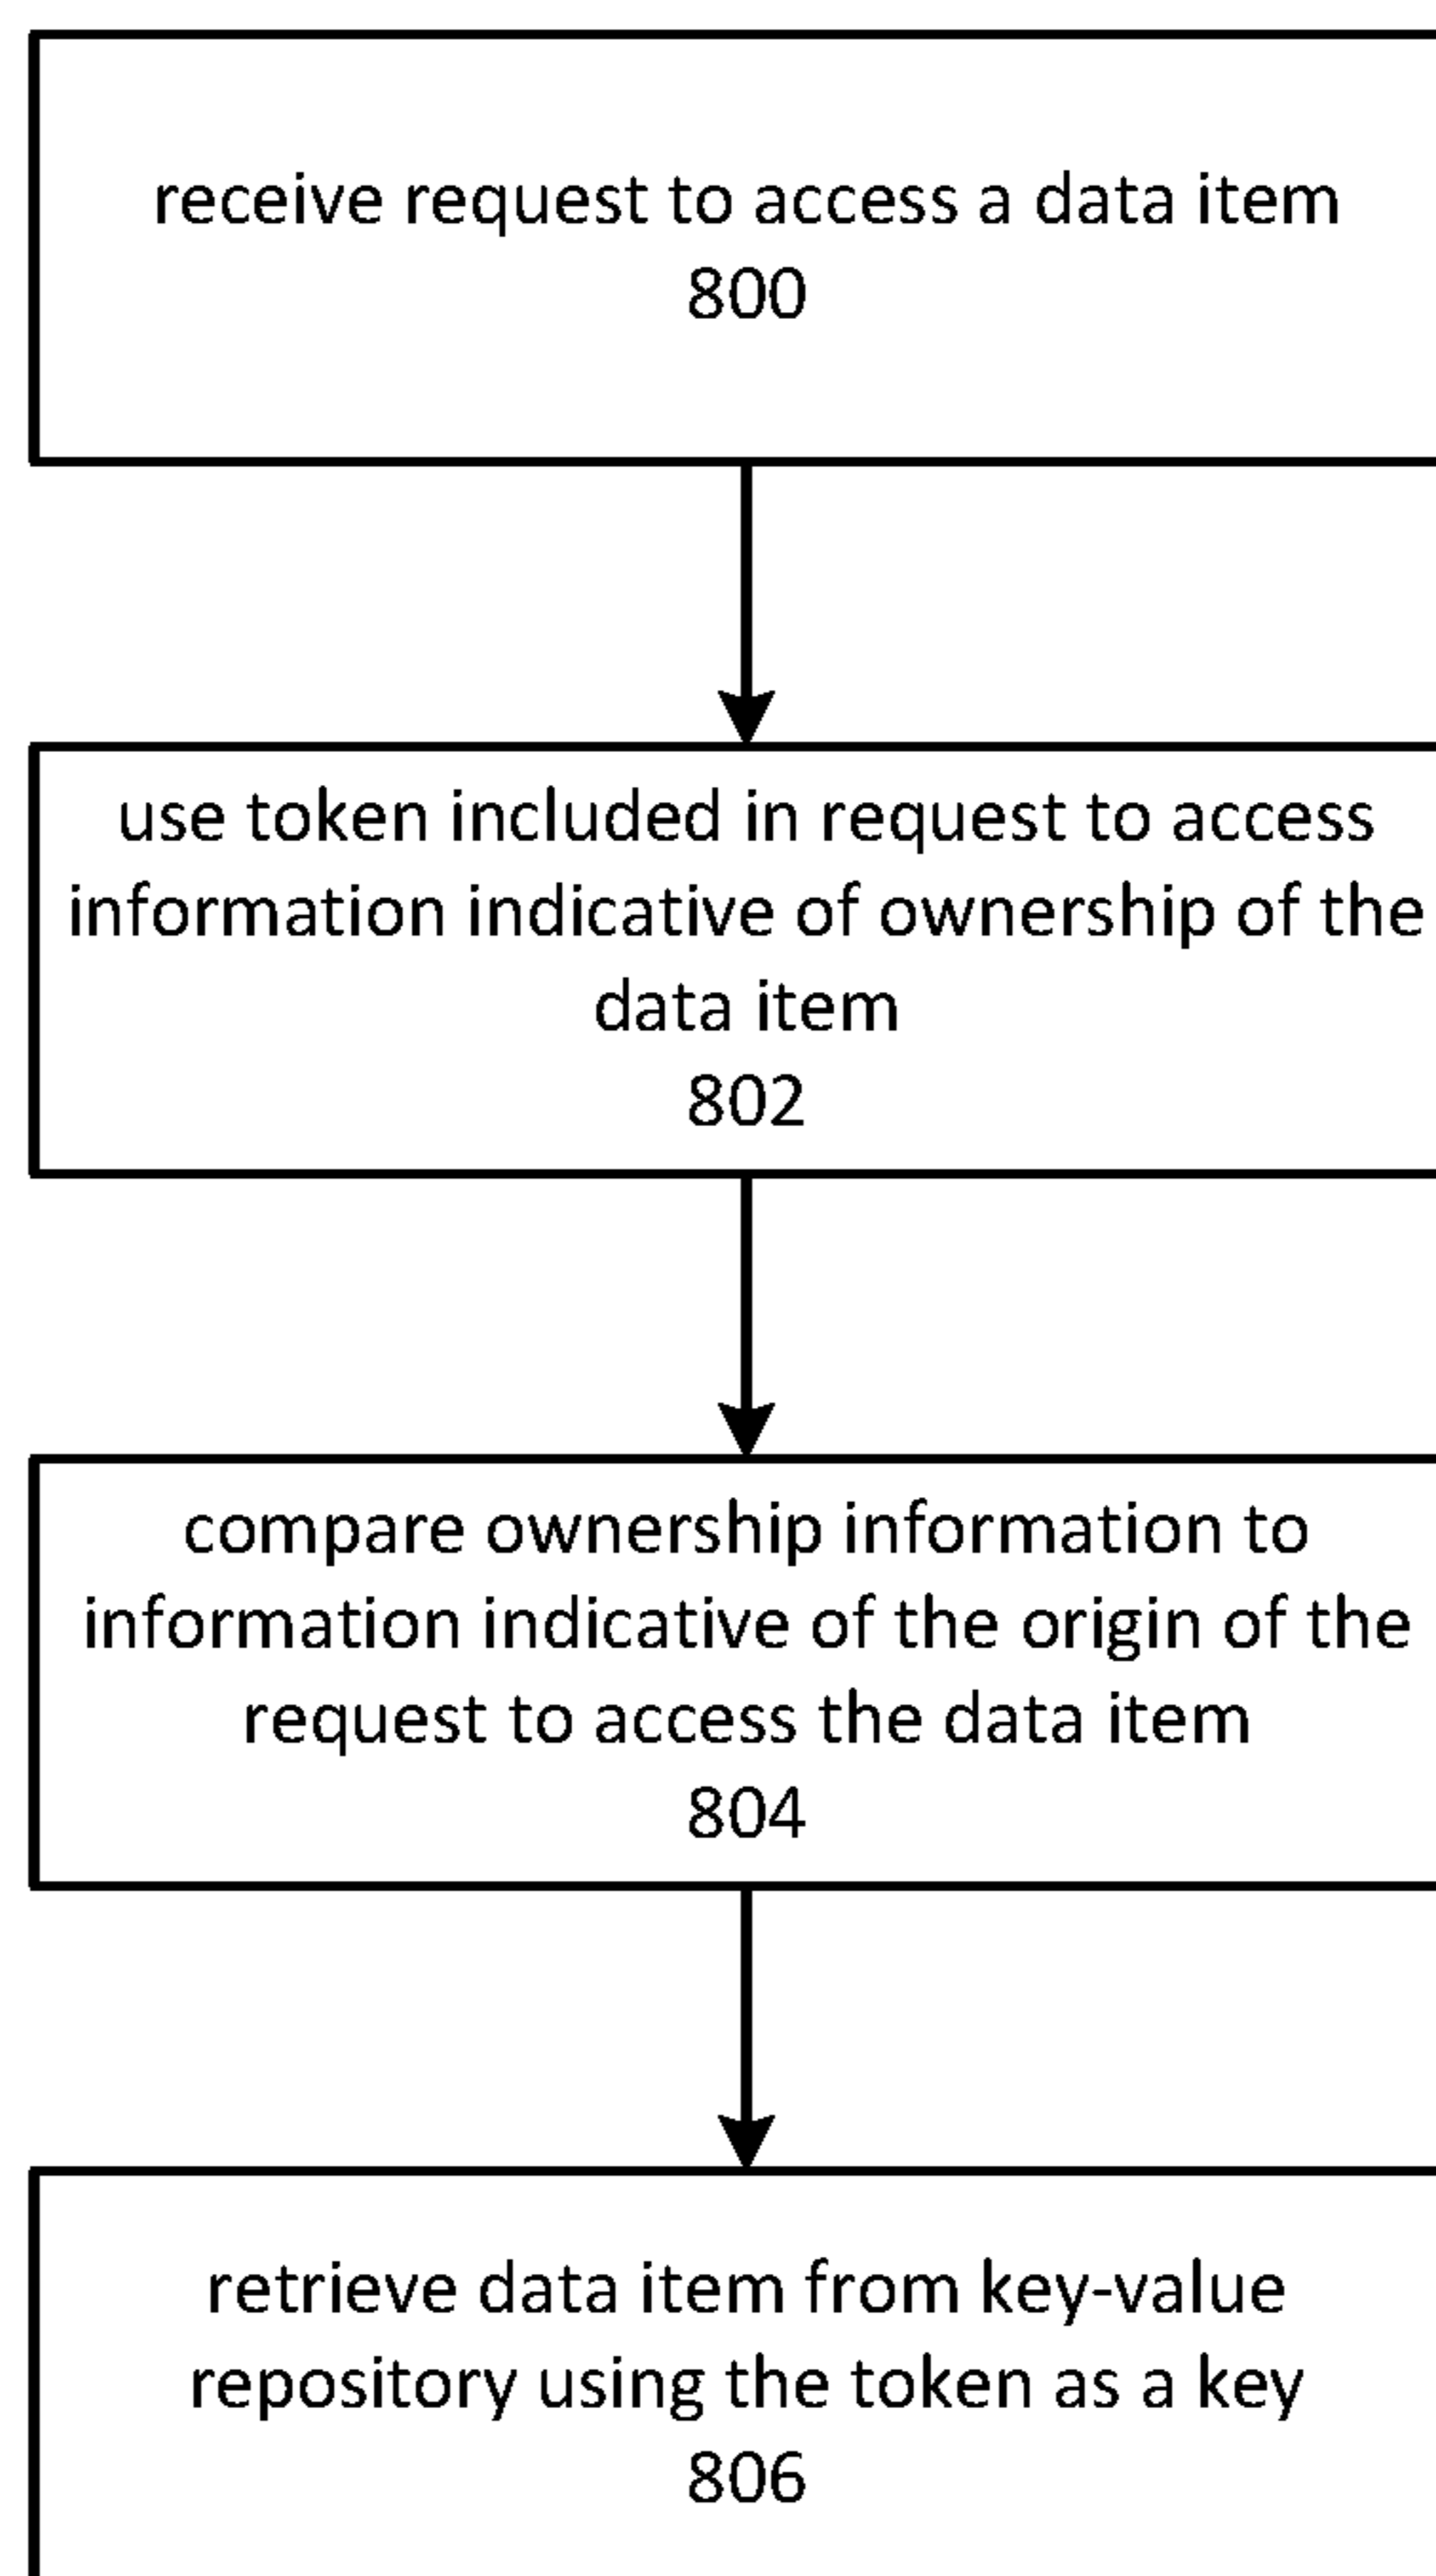 receive request to access a data item
800
use token included in request to access
information indicative of ownership of the
data item
802
compare ownership information to
information indicative of the origin of the
request to access the data item
804
retrieve data item from key-value
repository using the token as a key
806